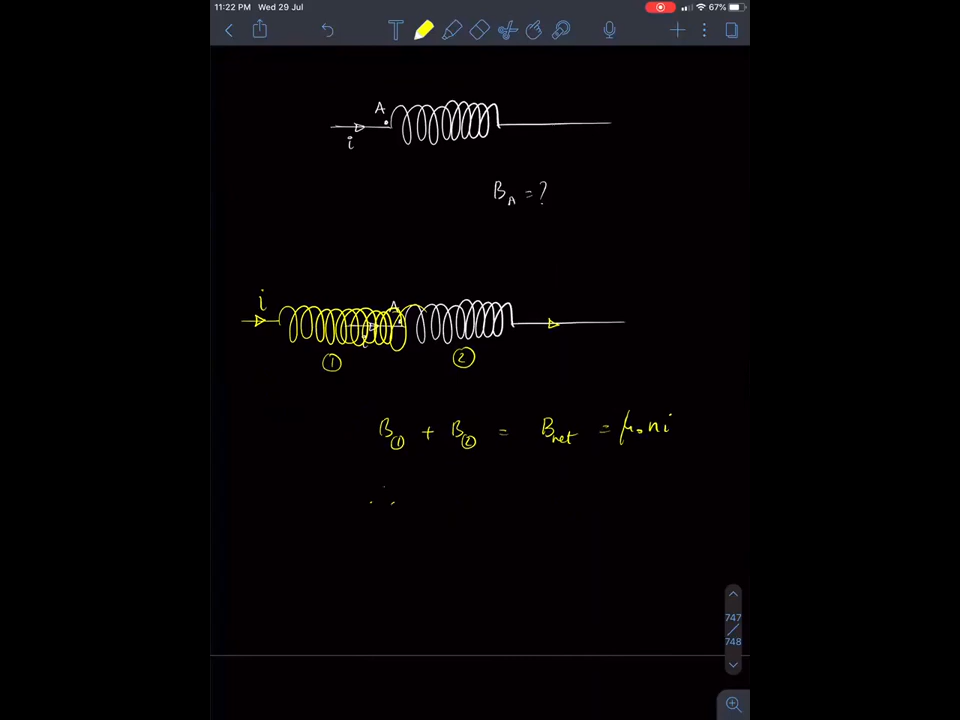 11:22 PM Wed 29 Jul 67%
A
i
B_A = ?
i A
① ②
B_① + B_② = B_net = μ₀ni
∴
747
748